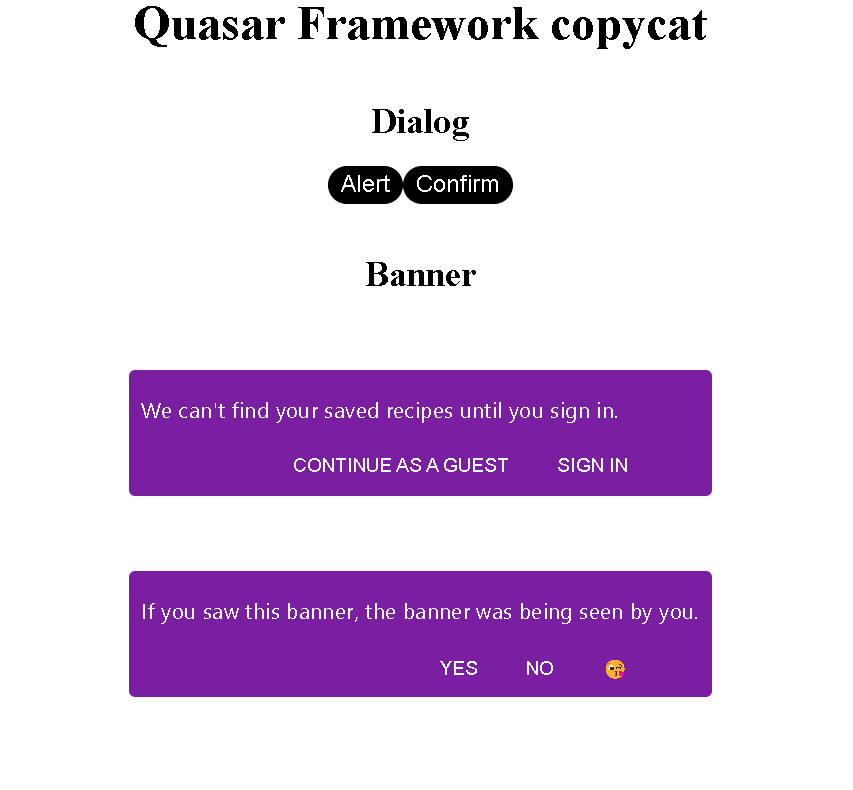 Quasar Framework copycat
Dialog
Alert Confirm
Banner
We can't find your saved recipes until you sign in.
CONTINUE AS A GUEST SIGN IN
If you saw this banner, the banner was being seen by you.
YES NO 😘